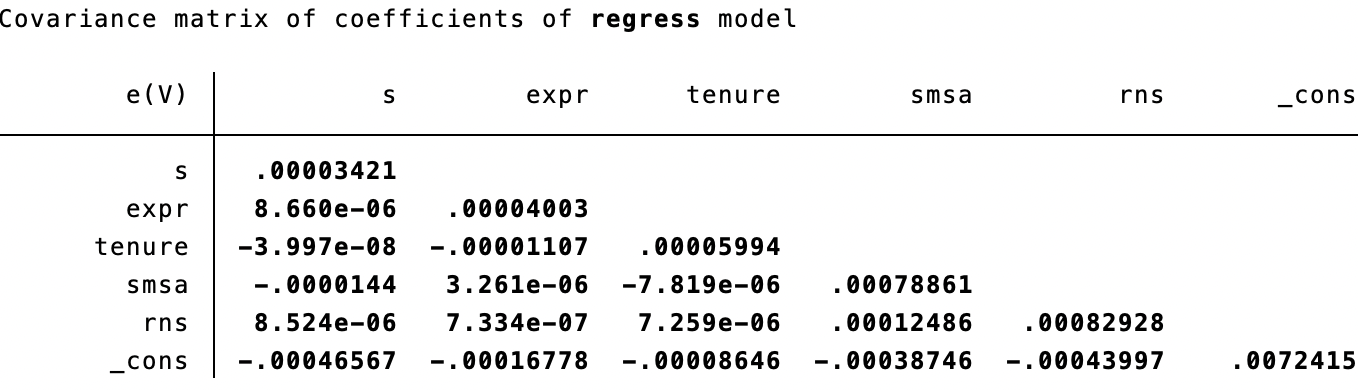 Covariance matrix of coefficients of regress model
e(V) s expr tenure smsa rns _cons
s .00003421
expr 8.660e-06 .00004003
tenure -3.997e-08 -.00001107 .00005994
smsa -.0000144 3.261e-06 -7.819e-06 .00078861
rns 8.524e-06 7.334e-07 7.259e-06 .00012486 .00082928
_cons -.00046567 -.00016778 -.00008646 -.00038746 -.00043997 .0072415